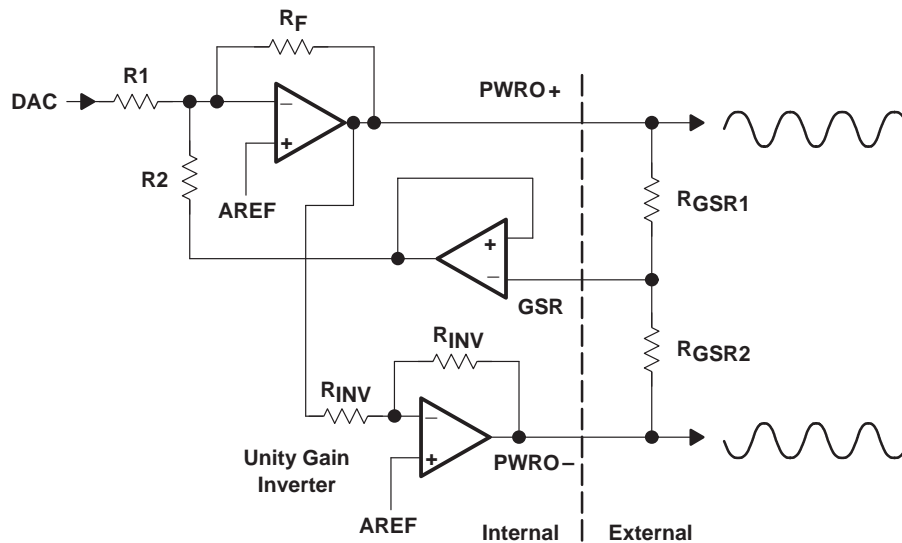 RF
R1
PWRO+
DAC
−
+
R2
RGSR1
AREF
+
−
GSR
RINV
RGSR2
RINV
−
+
Unity Gain
Inverter
PWRO−
AREF
Internal
External